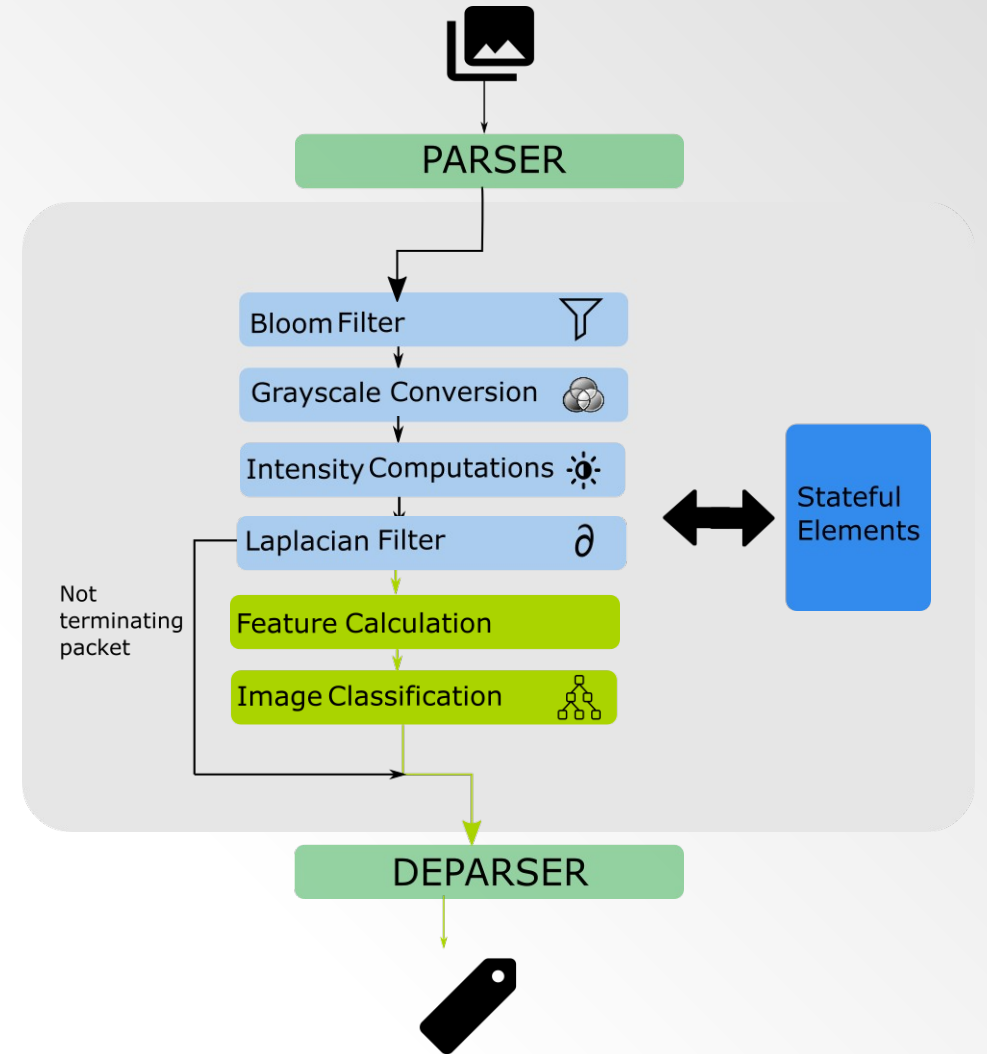 PARSER
Bloom Filter
Grayscale Conversion
Intensity Computations
Laplacian Filter
∂
Stateful
Elements
Not
terminating
packet
Feature Calculation
Image Classification
DEPARSER